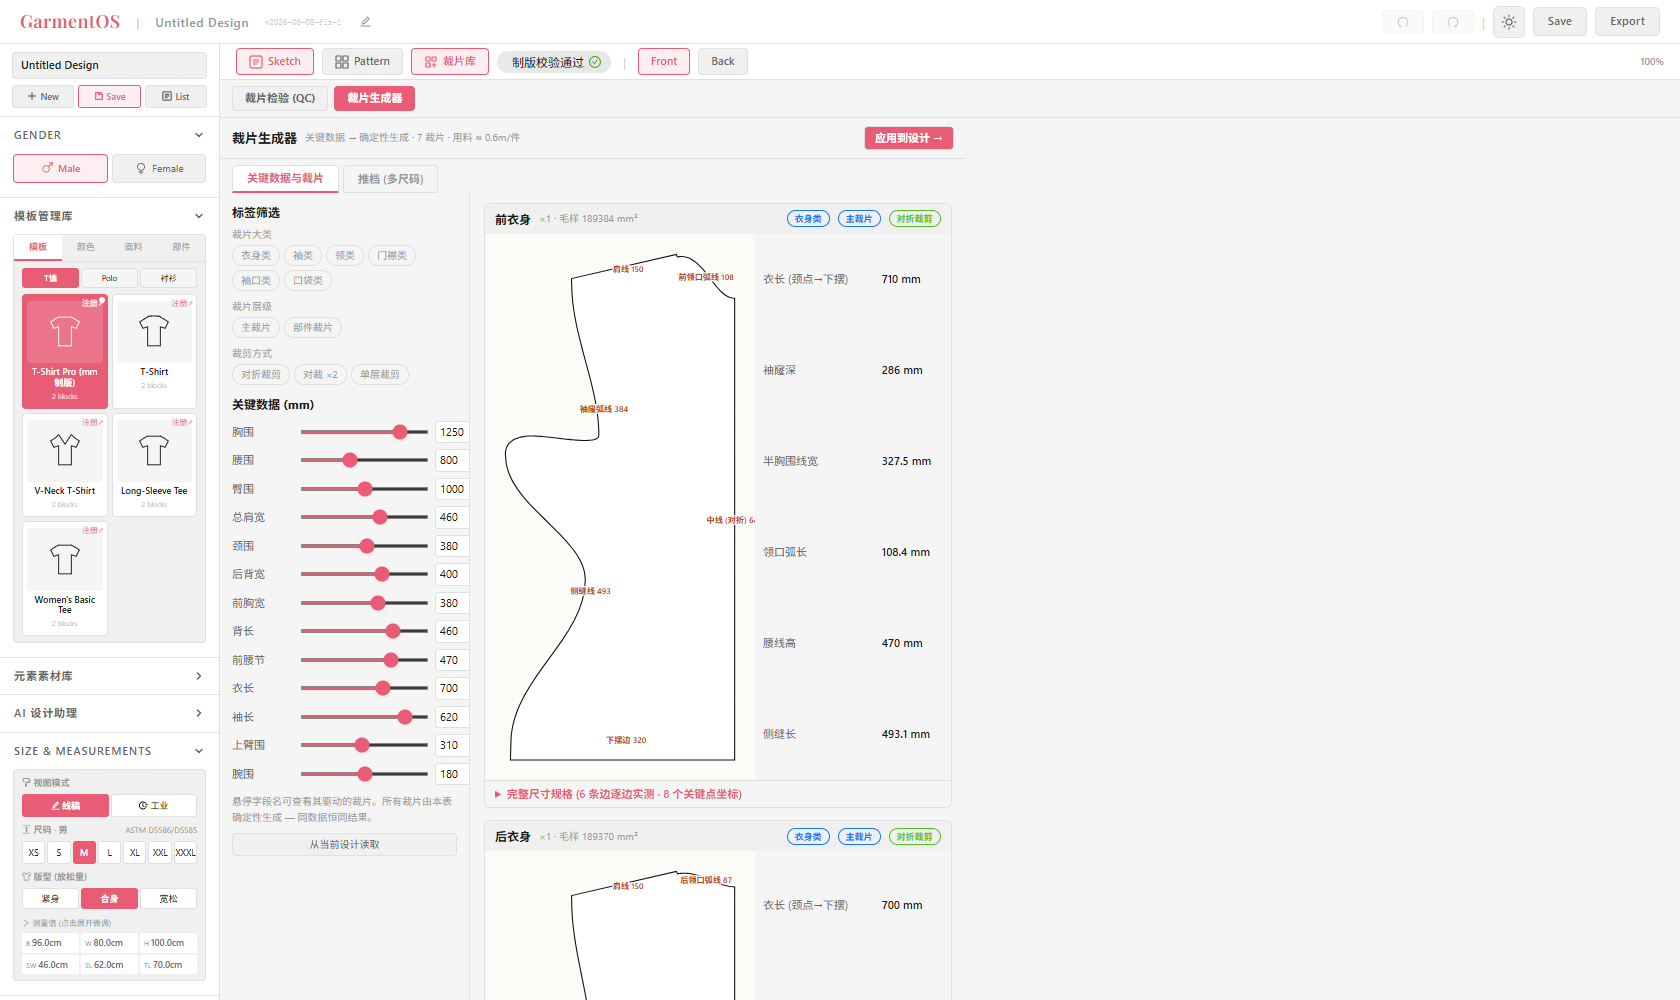 GarmentOS | Untitled Design v2026-06-08-fix-1
Save
Export
Untitled Design
+ New
Save
List
GENDER
Male
Female
模板管理库
模板
颜色
面料
部件
T恤
Polo
衬衫
注册↗
T-Shirt Pro (mm
制版)
2 blocks
注册↗
T-Shirt
2 blocks
注册↗
V-Neck T-Shirt
2 blocks
注册↗
Long-Sleeve Tee
2 blocks
注册↗
Women's Basic
Tee
2 blocks
元素素材库
AI 设计助理
SIZE & MEASUREMENTS
视图模式
线稿
工业
尺码 · 男
ASTM D5586/D5585
XS
S
M
L
XL
XXL
XXXL
版型 (放松量)
紧身
合身
宽松
测量值 (点击展开微调)
B 96.0cm
W 80.0cm
H 100.0cm
SW 46.0cm
SL 62.0cm
TL 70.0cm
Sketch
Pattern
裁片库
制版校验通过
|
Front
Back
100%
裁片检验 (QC)
裁片生成器
裁片生成器 关键数据 → 确定性生成 · 7 裁片 · 用料 ≈ 0.6m/件
应用到设计 →
关键数据与裁片
推档 (多尺码)
标签筛选
裁片大类
衣身类
袖类
领类
门襟类
袖口类
口袋类
裁片层级
主裁片
部件裁片
裁剪方式
对折裁剪
对裁 ×2
单层裁剪
关键数据 (mm)
胸围 1250
腰围 800
臀围 1000
总肩宽 460
颈围 380
后背宽 400
前胸宽 380
背长 460
前腰节 470
衣长 700
袖长 620
上臂围 310
腕围 180
悬停字段名可查看其驱动的裁片。所有裁片由本表
确定性生成 — 同数据恒同结果。
从当前设计读取
前衣身 ×1 · 毛样 189384 mm²
衣身类
主裁片
对折裁剪
肩线 150
前领口弧线 108
袖窿弧线 384
中线 (对折) 64
侧缝线 493
下摆边 320
衣长 (颈点→下摆) 710 mm
袖窿深 286 mm
半胸围线宽 327.5 mm
领口弧长 108.4 mm
腰线高 470 mm
侧缝长 493.1 mm
▶ 完整尺寸规格 (6 条边逐边实测 · 8 个关键点坐标)
后衣身 ×1 · 毛样 189370 mm²
衣身类
主裁片
对折裁剪
肩线 150
后领口弧线 87
衣长 (颈点→下摆) 700 mm